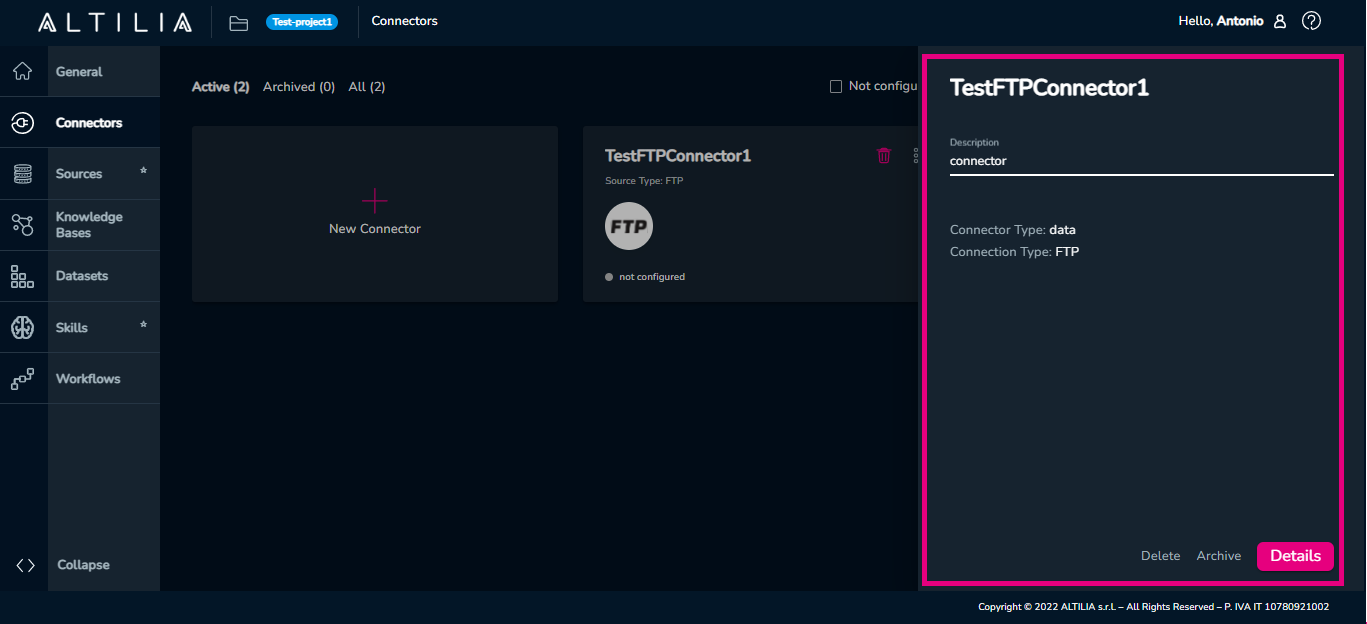 ALTILIA
Test-project1
Connectors
Hello, Antonio
General
Connectors
Sources
Knowledge
Bases
Datasets
Skills
Workflows
Collapse
Active (2) Archived (0) All (2)
Not configu
New Connector
TestFTPConnector1
Source Type: FTP
FTP
not configured
TestFTPConnector1
Description
connector
Connector Type: data
Connection Type: FTP
Delete Archive Details
Copyright © 2022 ALTILIA s.r.l. – All Rights Reserved – P. IVA IT 10780921002